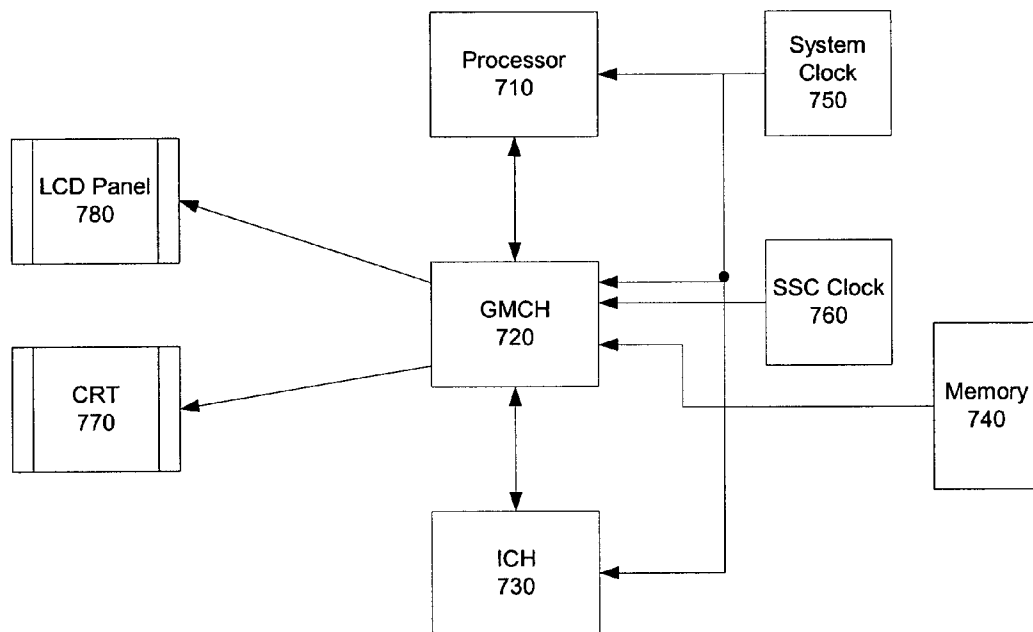 Processor
710
System
Clock
750
LCD Panel
780
GMCH
720
SSC Clock
760
CRT
770
Memory
740
ICH
730